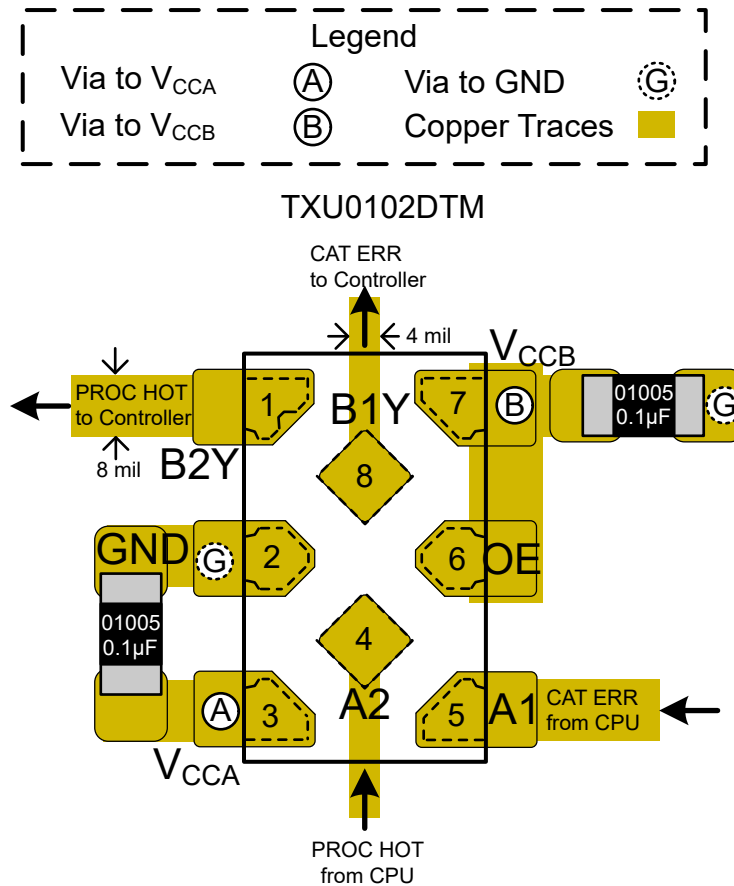 Legend
Via to VCCA A Via to GND G
Via to VCCB B Copper Traces
TXU0102DTM
CAT ERR
to Controller
4 mil
VCCB
PROC HOT
to Controller
8 mil
1
B1Y
7
B
01005
0.1µF
G
B2Y
8
GND
G
2
6
OE
01005
0.1µF
4
A
3
A2
5
A1
CAT ERR
from CPU
VCCA
PROC HOT
from CPU